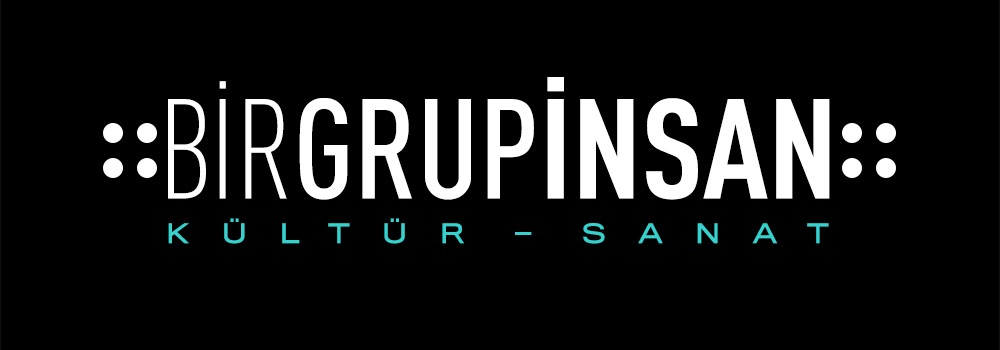 BİRGRUPİNSAN
KÜLTÜR – SANAT